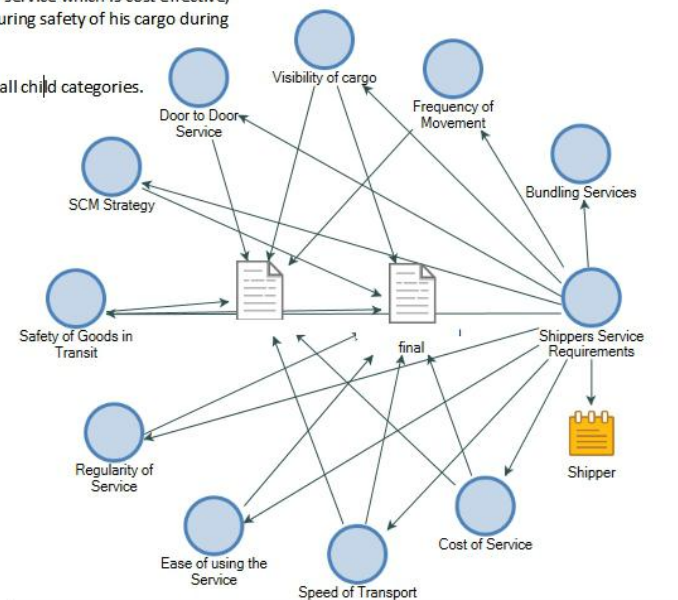 service which is cost effective,
uring safety of his cargo during
all child categories.
Visibility of cargo
Door to Door
Service
Frequency of
Movement
SCM Strategy
Bundling Services
Safety of Goods in
Transit
final
Shippers Service
Requirements
Regularity of
Service
Shipper
Ease of using the
Service
Cost of Service
Speed of Transport